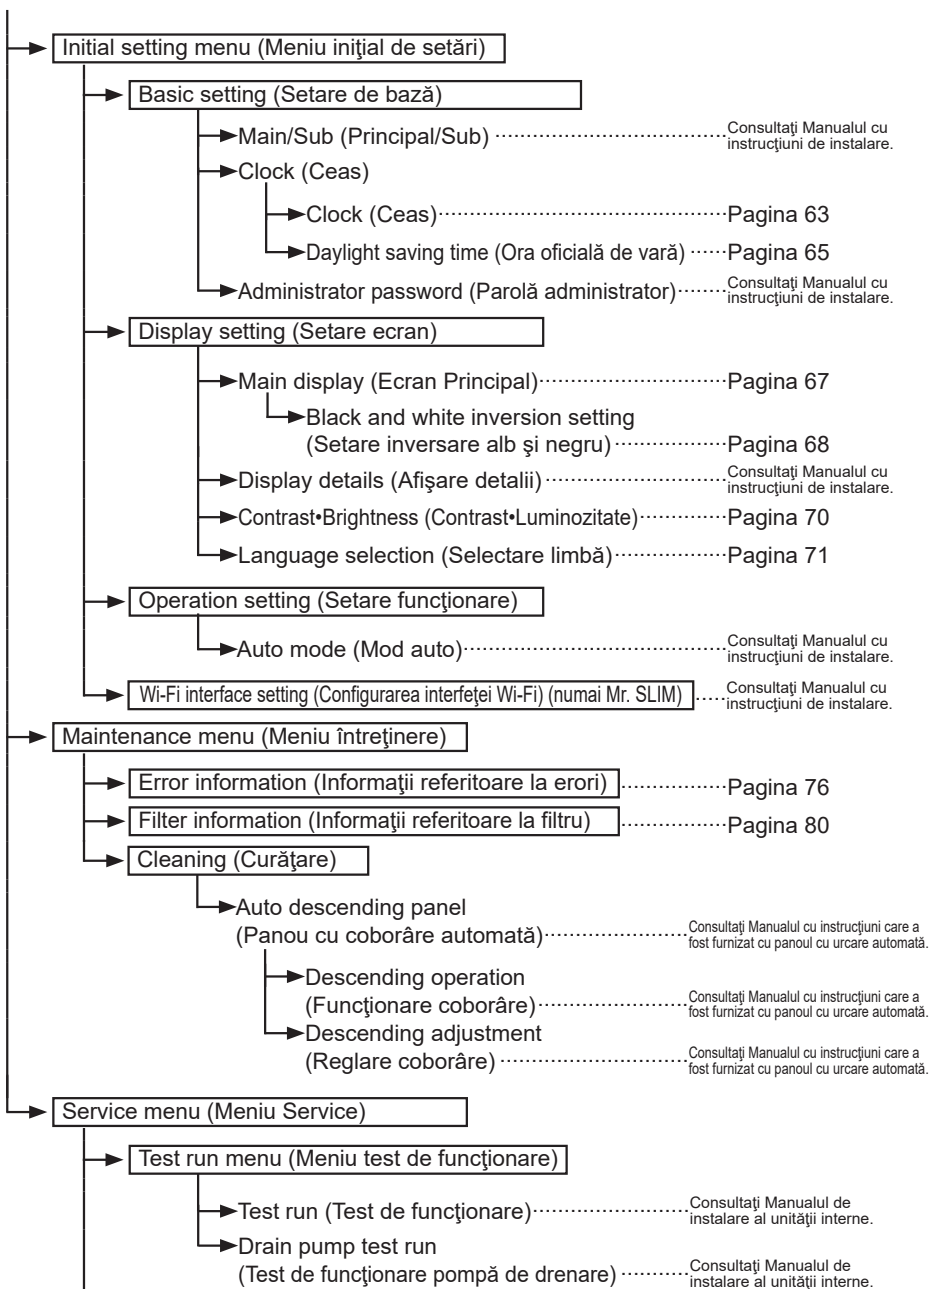 Initial setting menu (Meniu iniţial de setări)
Basic setting (Setare de bază)
Main/Sub (Principal/Sub) Consultaţi Manualul cu
instrucţiuni de instalare.
Clock (Ceas)
Clock (Ceas) Pagina 63
Daylight saving time (Ora oficială de vară) Pagina 65
Administrator password (Parolă administrator) Consultaţi Manualul cu
instrucţiuni de instalare.
Display setting (Setare ecran)
Main display (Ecran Principal) Pagina 67
Black and white inversion setting
(Setare inversare alb şi negru) Pagina 68
Display details (Afişare detalii) Consultaţi Manualul cu
instrucţiuni de instalare.
Contrast•Brightness (Contrast•Luminozitate) Pagina 70
Language selection (Selectare limbă) Pagina 71
Operation setting (Setare funcţionare)
Auto mode (Mod auto) Consultaţi Manualul cu
instrucţiuni de instalare.
Wi-Fi interface setting (Configurarea interfeţei Wi-Fi) (numai Mr. SLIM) Consultaţi Manualul cu
instrucţiuni de instalare.
Maintenance menu (Meniu întreţinere)
Error information (Informaţii referitoare la erori) Pagina 76
Filter information (Informaţii referitoare la filtru) Pagina 80
Cleaning (Curăţare)
Auto descending panel
(Panou cu coborâre automată) Consultaţi Manualul cu instrucţiuni care a
fost furnizat cu panoul cu urcare automată.
Descending operation
(Funcţionare coborâre) Consultaţi Manualul cu instrucţiuni care a
fost furnizat cu panoul cu urcare automată.
Descending adjustment
(Reglare coborâre) Consultaţi Manualul cu instrucţiuni care a
fost furnizat cu panoul cu urcare automată.
Service menu (Meniu Service)
Test run menu (Meniu test de funcţionare)
Test run (Test de funcţionare) Consultaţi Manualul de
instalare al unităţii interne.
Drain pump test run
(Test de funcţionare pompă de drenare) Consultaţi Manualul de
instalare al unităţii interne.